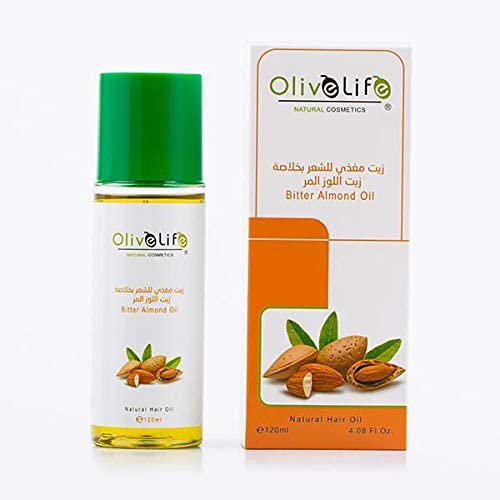 OliveLife
NATURAL COSMETICS ®
زيت مغذي للشعر بخلاصة
زيت اللوز المر
Bitter Almond Oil
Natural Hair Oil
℮120ml
OliveLife
NATURAL COSMETICS ®
زيت مغذي للشعر بخلاصة
زيت اللوز المر
Bitter Almond Oil
Natural Hair Oil
℮120ml 4.08 Fl Oz.